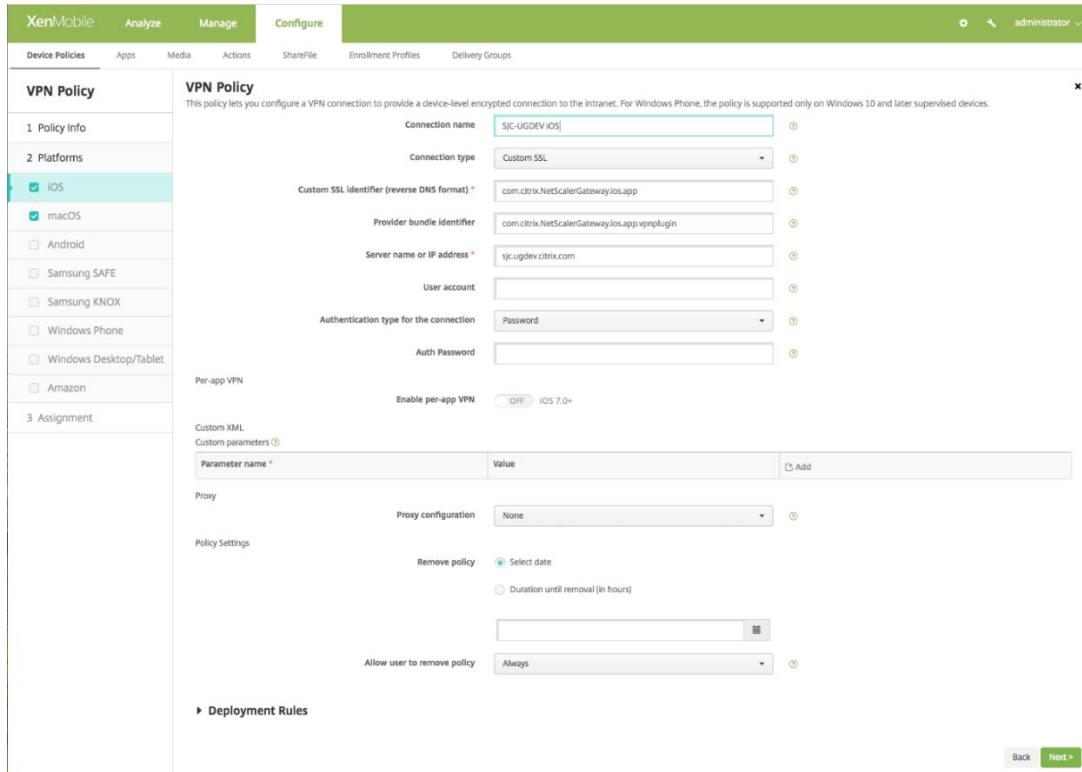 XenMobile Analyze Manage Configure administrator
Device Policies Apps Media Actions ShareFile Enrollment Profiles Delivery Groups
VPN Policy
1 Policy Info
2 Platforms
iOS
macOS
Android
Samsung SAFE
Samsung KNOX
Windows Phone
Windows Desktop/Tablet
Amazon
3 Assignment
VPN Policy
This policy lets you configure a VPN connection to provide a device-level encrypted connection to the intranet. For Windows Phone, the policy is supported only on Windows 10 and later supervised devices.
Connection name SJC-UGDEV iOS
Connection type Custom SSL
Custom SSL identifier (reverse DNS format) * com.citrix.NetScalerGateway.ios.app
Provider bundle identifier com.citrix.NetScalerGateway.ios.app.vpnplugin
Server name or IP address * sjc.ugdev.citrix.com
User account
Authentication type for the connection Password
Auth Password
Per-app VPN
Enable per-app VPN OFF iOS 7.0+
Custom XML
Custom parameters
Parameter name * Value Add
Proxy
Proxy configuration None
Policy Settings
Remove policy Select date
Duration until removal (in hours)
Allow user to remove policy Always
Deployment Rules
Back Next >